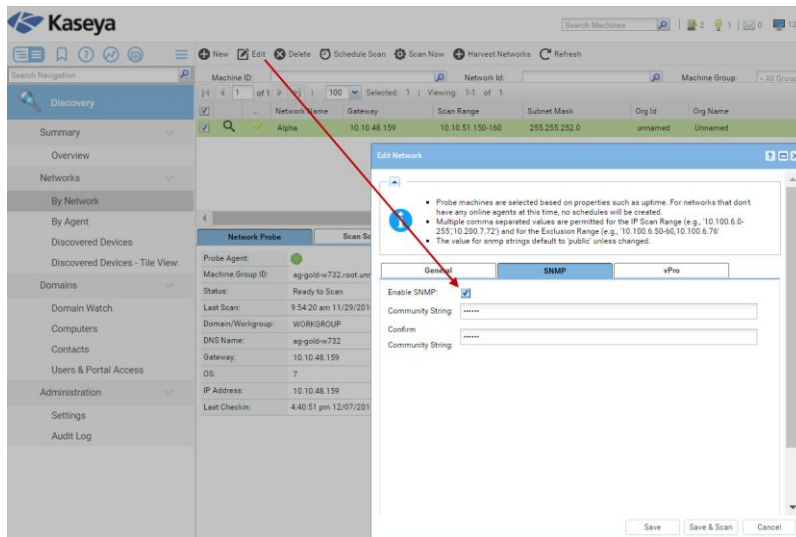 Kaseya
Search Machines
2
1
0
12
New Edit Delete Schedule Scan Scan Now Harvest Networks Refresh
Search Navigation
Machine ID: Network Id: Machine Group: < All Group
1 of 1 100 Selected: 1 Viewing: 1-1 of 1
... Network Name Gateway Scan Range Subnet Mask Org Id Org Name
Alpha 10.10.48.159 10.10.51.150-160 255.255.252.0 unnamed Unnamed
Discovery
Summary
Overview
Networks
By Network
By Agent
Discovered Devices
Discovered Devices - Tile View
Domains
Domain Watch
Computers
Contacts
Users & Portal Access
Administration
Settings
Audit Log
Network Probe Scan Sc
Probe Agent:
Machine Group ID: ag-gold-w732.root.unn
Status: Ready to Scan
Last Scan: 9:54:20 am 11/29/201
Domain/Workgroup: WORKGROUP
DNS Name: ag-gold-w732
Gateway: 10.10.48.159
OS: 7
IP Address: 10.10.48.159
Last Checkin: 4:40:51 pm 12/07/201
Edit Network
• Probe machines are selected based on properties such as uptime. For networks that don't
have any online agents at this time, no schedules will be created.
• Multiple comma separated values are permitted for the IP Scan Range (e.g., '10.100.6.0-
255','10.200.7.72') and for the Exclusion Range (e.g., '10.100.6.50-60,10.100.6.76'
• The value for snmp strings default to 'public' unless changed.
General SNMP vPro
Enable SNMP:
Community String: ••••••
Confirm
Community String: ••••••
Save Save & Scan Cancel